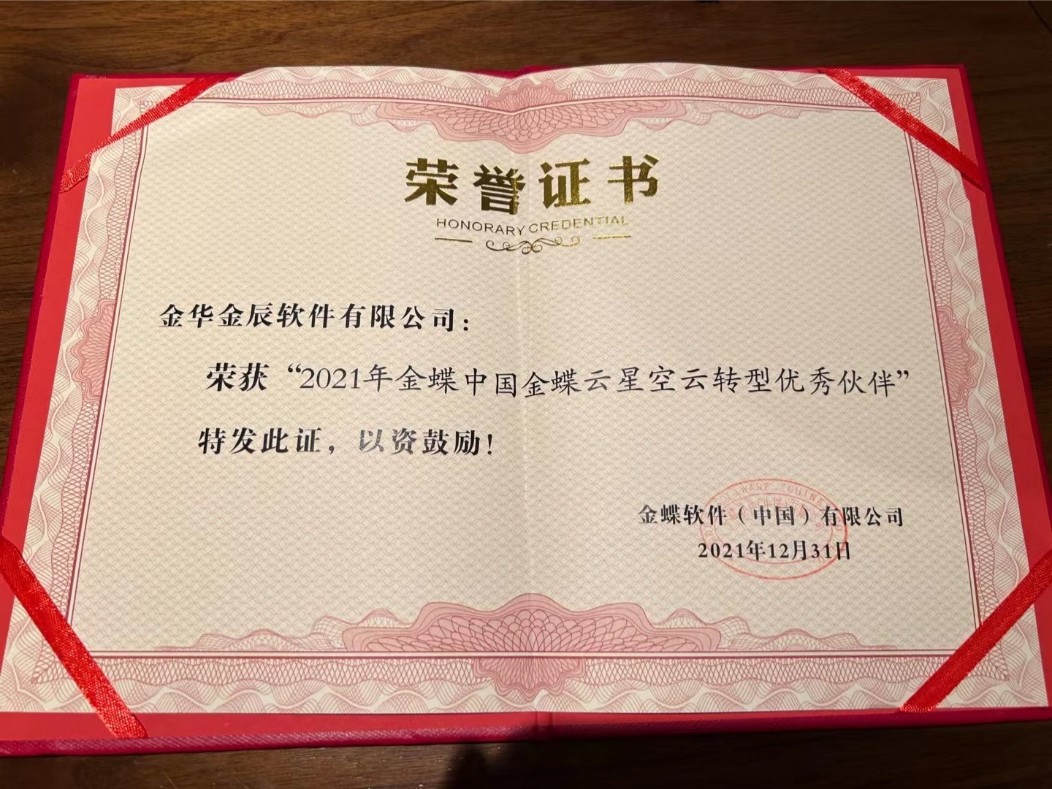 荣誉证书
HONORARY CREDENTIAL
金华金辰软件有限公司：
荣获“2021年金蝶中国金蝶云星空云转型优秀伙伴”
特发此证，以资鼓励！
金蝶软件（中国）有限公司
2021年12月31日